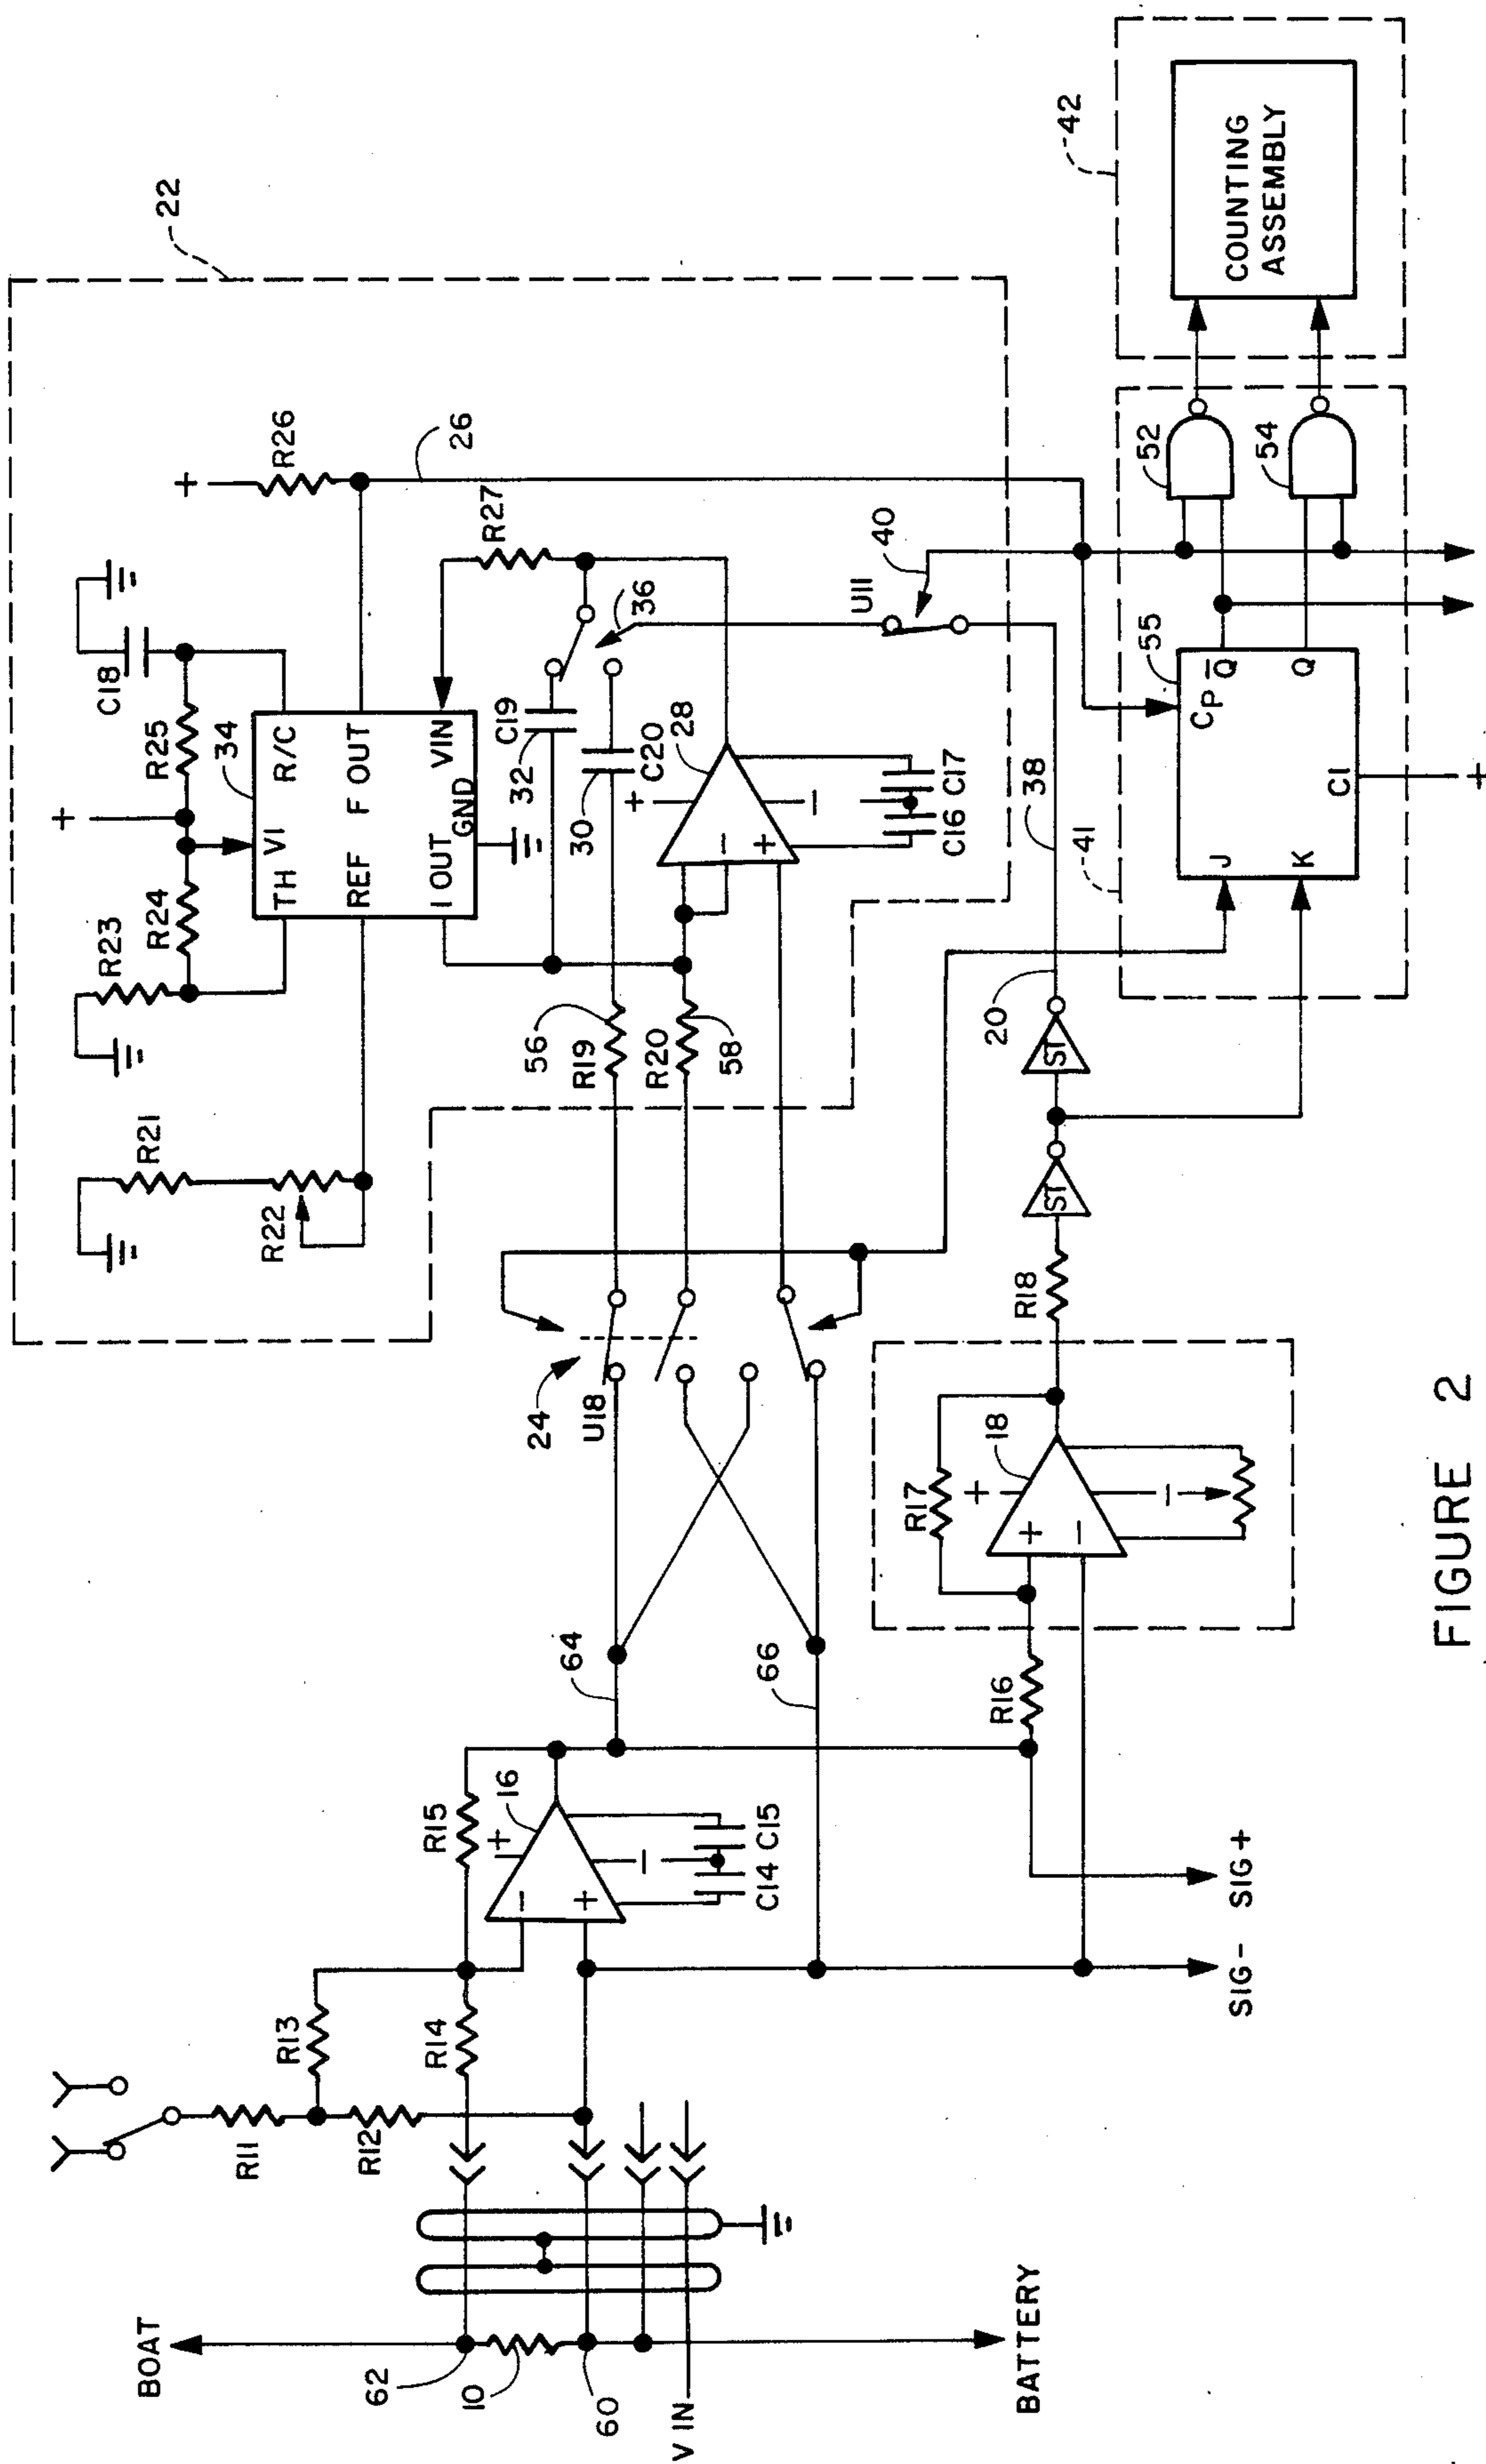 22
C18
R25
34
R23
R24
R21
R22
TH
VI
R/C
REF
F OUT
I OUT
GND
VIN
+
+
R26
26
R27
C19
32
C20
30
36
28
+
−
−
+
C16
C17
56
R19
R20
58
24
U18
40
U11
38
20
ST
ST
R18
R17
18
+
+
−
−
R16
64
66
R15
16
+
−
+
−
C14
C15
R13
R14
R11
R12
BOAT
62
10
60
V IN
BATTERY
SIG−
SIG+
41
J
K
CP
Q̄
Q
C1
+
55
52
54
42
COUNTING
ASSEMBLY
FIGURE 2